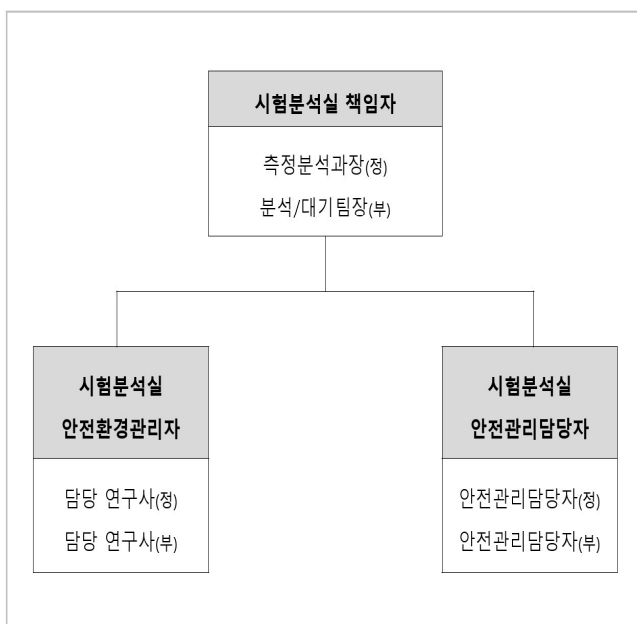 시험분석실 책임자
측정분석과장(정)
분석/대기팀장(부)
시험분석실
안전환경관리자
담당 연구사(정)
담당 연구사(부)
시험분석실
안전관리담당자
안전관리담당자(정)
안전관리담당자(부)